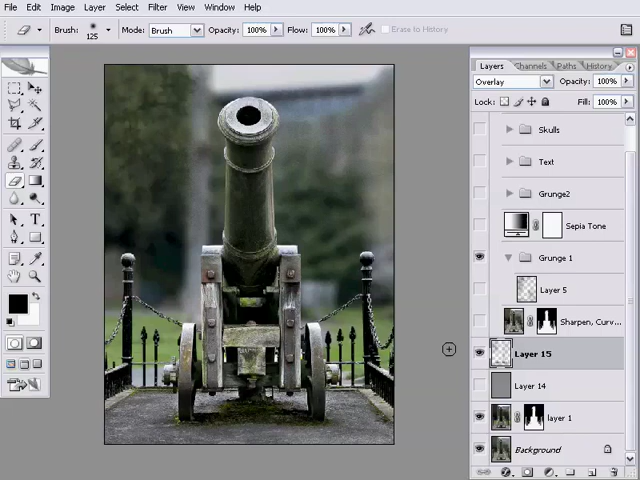 File Edit Image Layer Select Filter View Window Help
Brush: 125 Mode: Brush Opacity: 100% Flow: 100% Erase to History
Layers Channels Paths History
Overlay Opacity: 100%
Lock: Fill: 100%
Skulls
Text
Grunge2
Sepia Tone
Grunge 1
Layer 5
Sharpen, Curv...
Layer 15
Layer 14
layer 1
Background